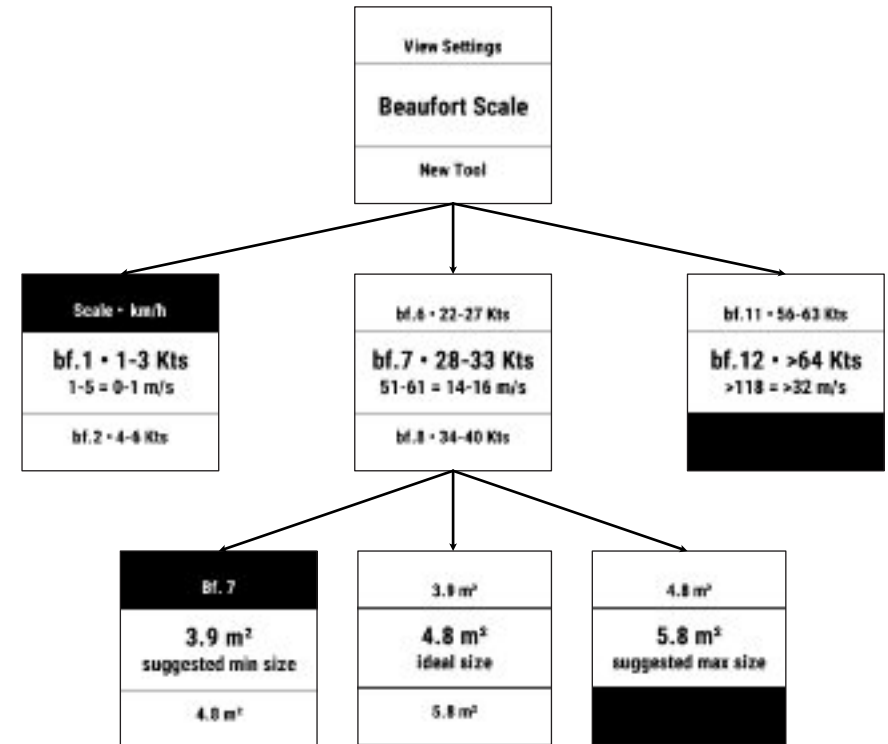 View Settings
Beaufort Scale
New Tool
Scale • km/h
bf.1 • 1-3 Kts
1-5 = 0-1 m/s
bf.2 • 4-6 Kts
bf.6 • 22-27 Kts
bf.7 • 28-33 Kts
51-61 = 14-16 m/s
bf.8 • 34-40 Kts
bf.11 • 56-63 Kts
bf.12 • >64 Kts
>118 = >32 m/s
Bf. 7
3.9 m²
suggested min size
4.8 m²
3.9 m²
4.8 m²
ideal size
5.8 m²
4.8 m²
5.8 m²
suggested max size